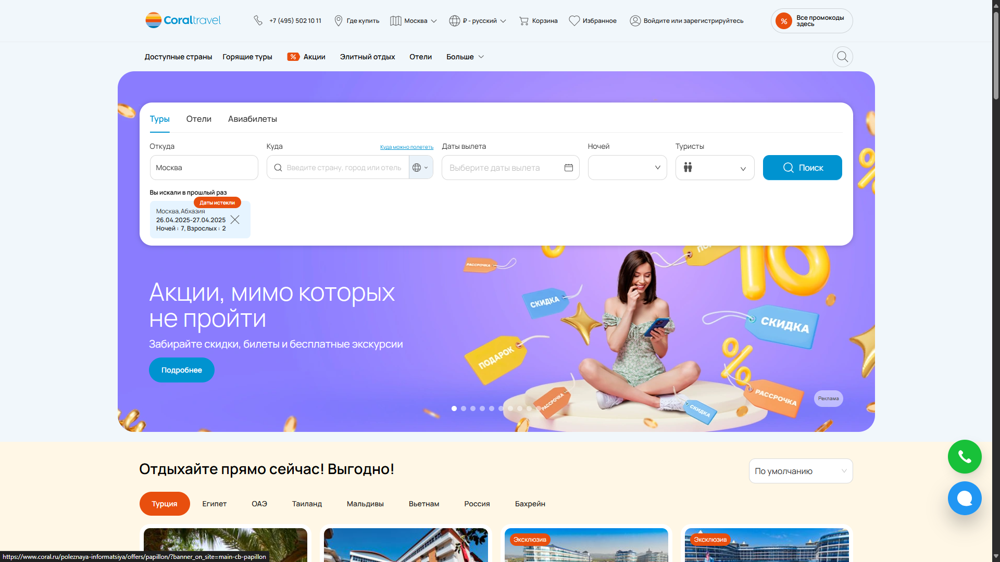 Coraltravel
+7 (495) 502 10 11
Где купить
Москва
₽ - русский
Корзина
Избранное
Войдите или зарегистрируйтесь
%
Все промокоды
здесь
Доступные страны
Горящие туры
% Акции
Элитный отдых
Отели
Больше
Туры
Отели
Авиабилеты
Откуда
Куда
Куда можно полететь
Даты вылета
Ночей
Туристы
Москва
Введите страну, город или отель
Выберите даты вылета
Поиск
Вы искали в прошлый раз
Даты истекли
Москва, Абхазия
26.04.2025-27.04.2025
Ночей : 7, Взрослых : 2
РАССРОЧКА
СКИДКА
СКИДКА
ПОДАРОК
РАССРОЧКА
РАССРОЧКА
СКИДКА
Акции, мимо которых
не пройти
Забирайте скидки, билеты и бесплатные экскурсии
Подробнее
Реклама
Отдыхайте прямо сейчас! Выгодно!
По умолчанию
Турция
Египет
ОАЭ
Таиланд
Мальдивы
Вьетнам
Россия
Бахрейн
Эксклюзив
Эксклюзив
https://www.coral.ru/poleznaya-informatsiya/offers/papillon/?banner_on_site=main-cb-papillon